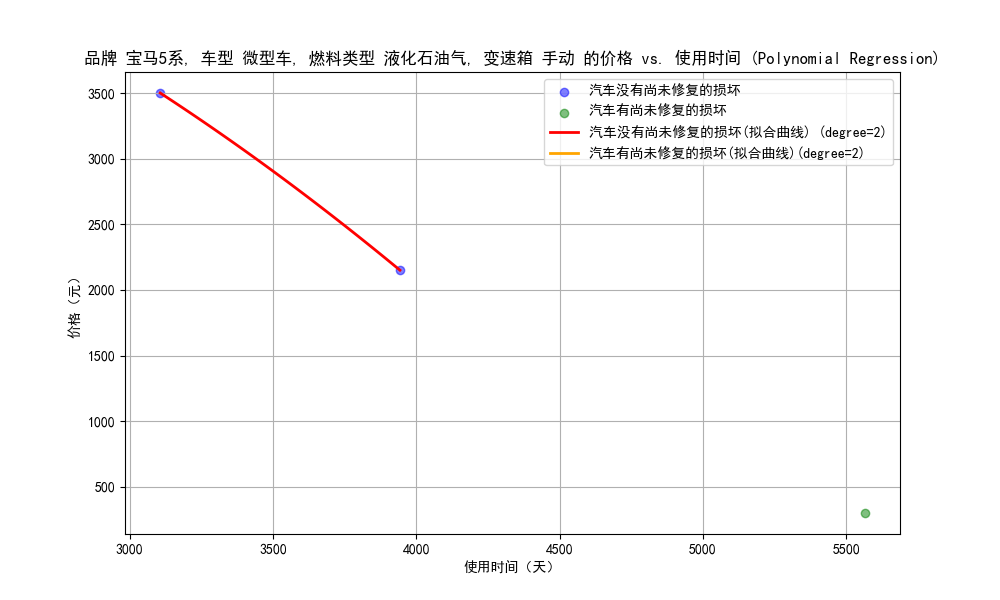 品牌 宝马5系, 车型 微型车, 燃料类型 液化石油气, 变速箱 手动 的价格 vs. 使用时间 (Polynomial Regression)
汽车没有尚未修复的损坏
汽车有尚未修复的损坏
汽车没有尚未修复的损坏(拟合曲线) (degree=2)
汽车有尚未修复的损坏(拟合曲线)(degree=2)
价格（元）
3500
3000
2500
2000
1500
1000
500
3000
3500
4000
4500
5000
5500
使用时间（天）